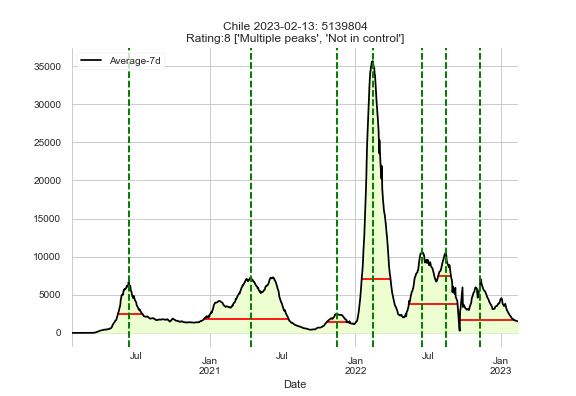 Chile 2023-02-13: 5139804
Rating:8 ['Multiple peaks', 'Not in control']
Average-7d
35000
30000
25000
20000
15000
10000
5000
0
Jul
Jan
2021
Jul
Jan
2022
Jul
Jan
2023
Date